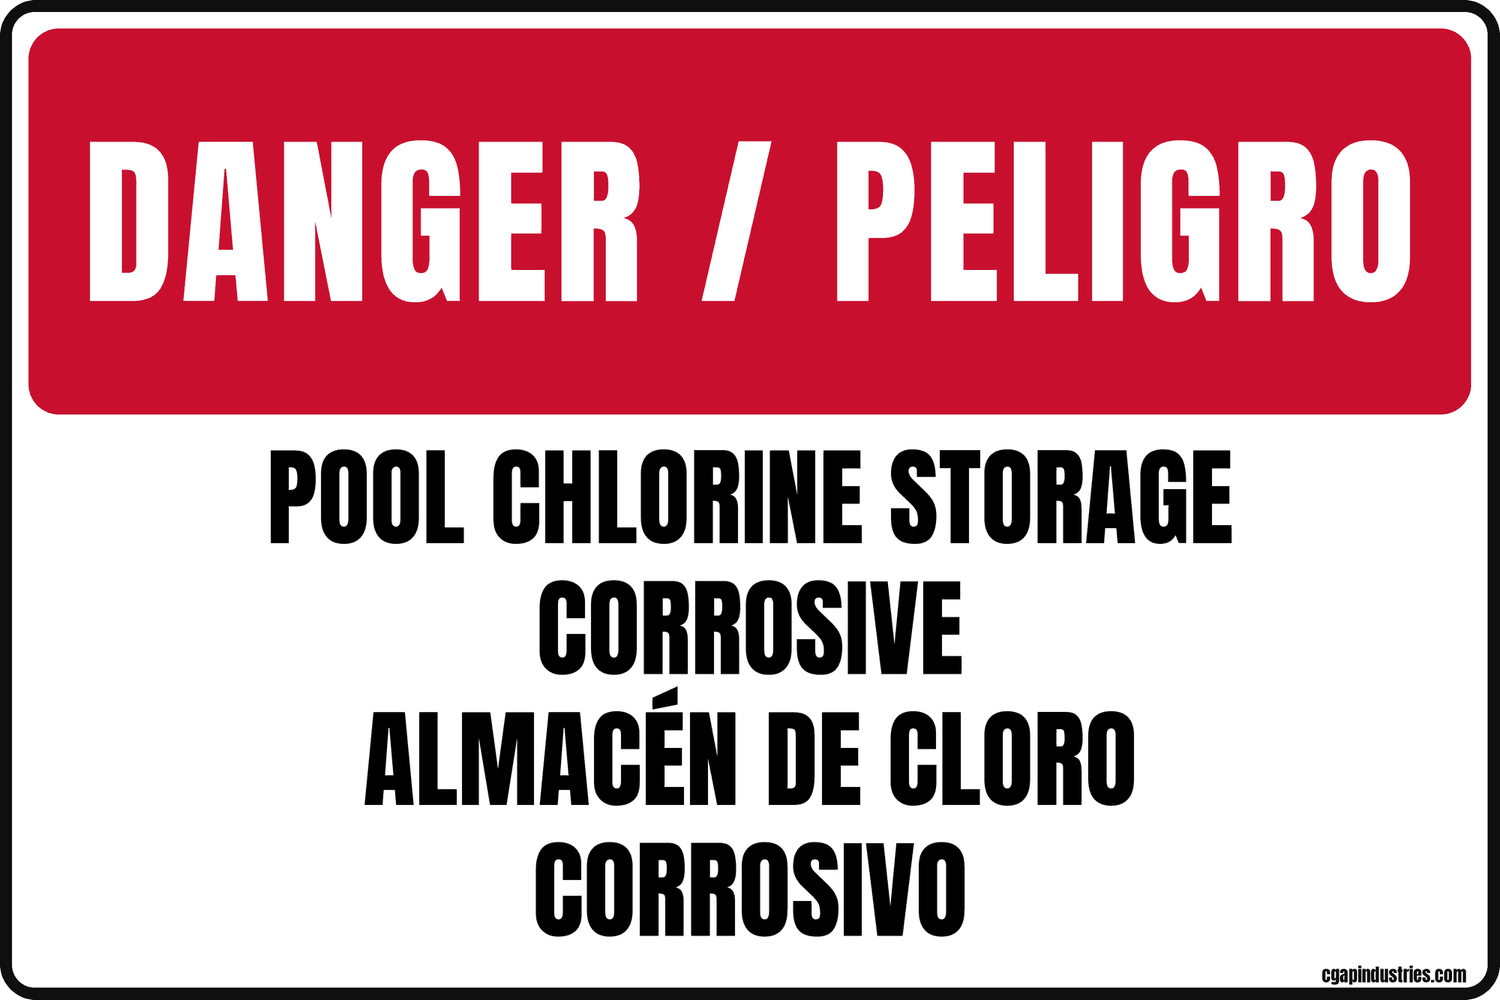 DANGER / PELIGRO
POOL CHLORINE STORAGE
CORROSIVE
ALMACÉN DE CLORO
CORROSIVO
cgapindustries.com